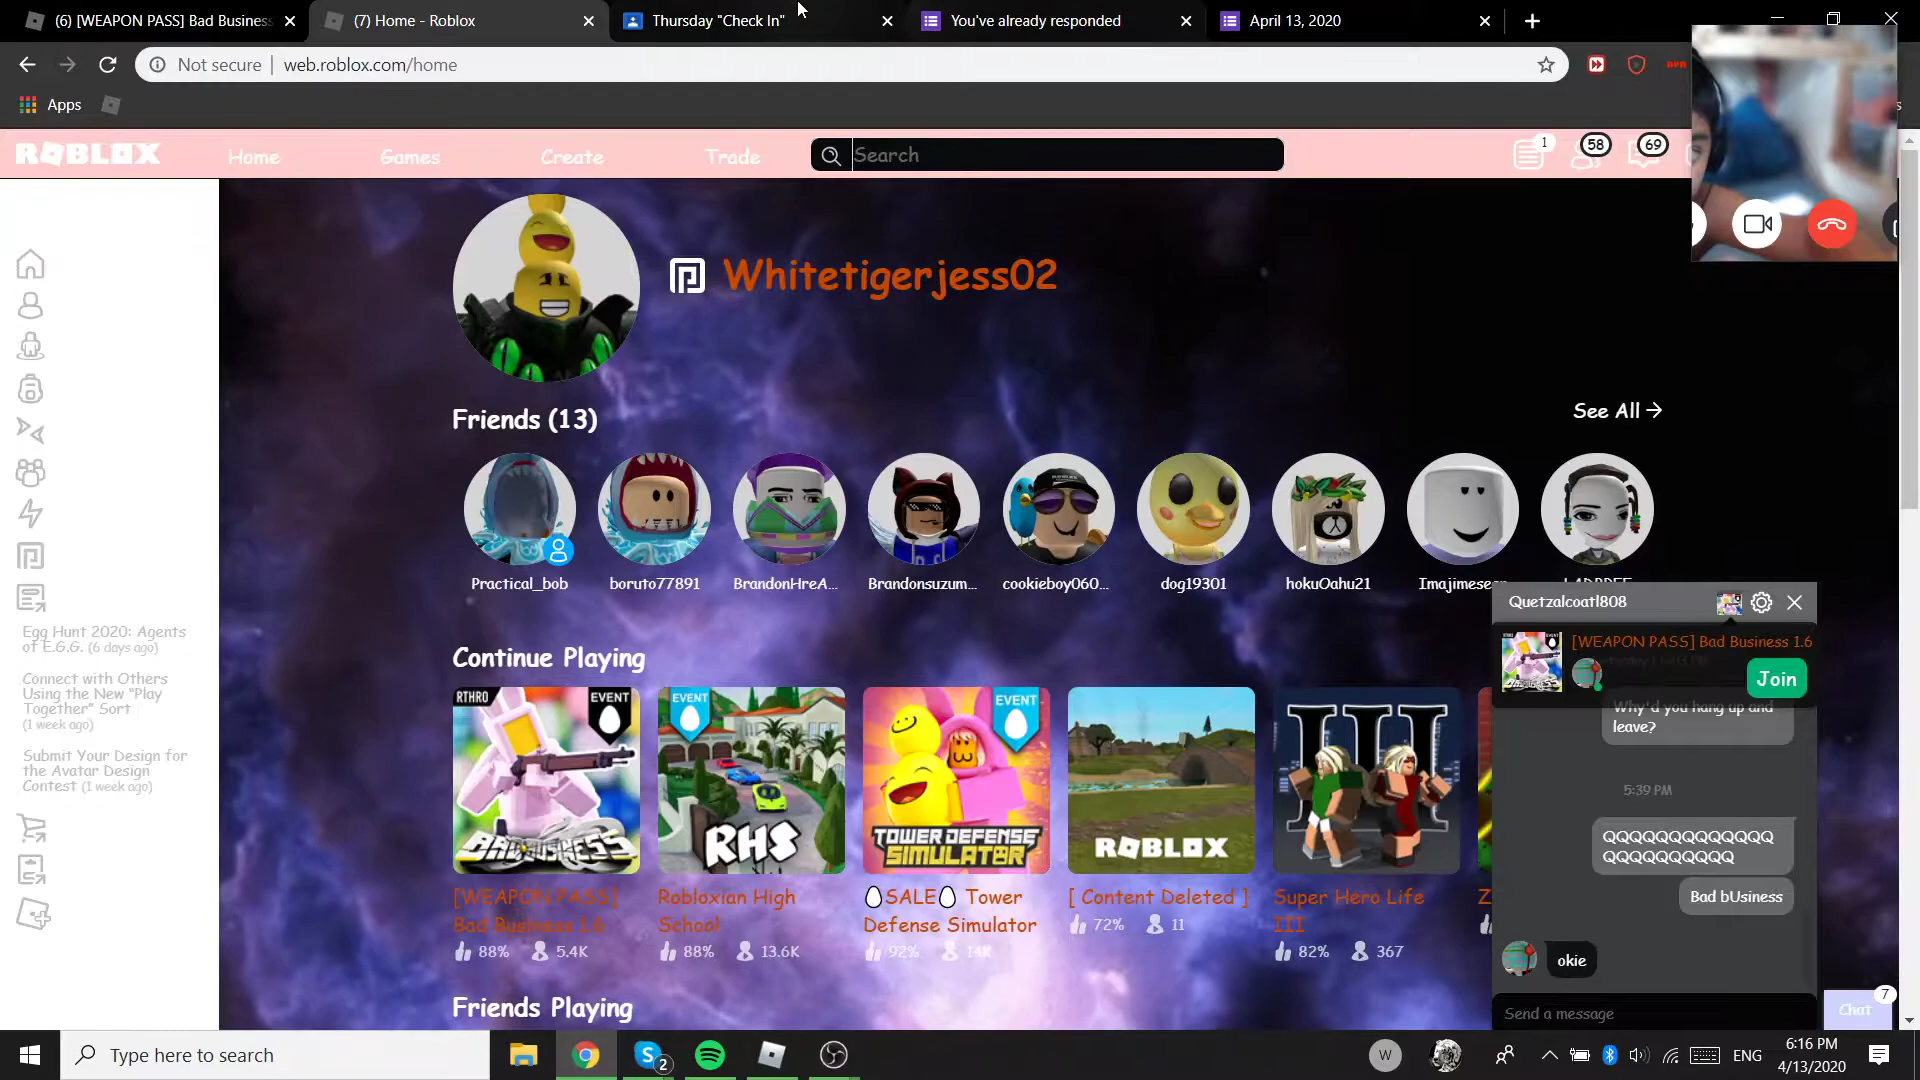 (6) [WEAPON PASS] Bad Business
(7) Home - Roblox
Thursday "Check In"
You've already responded
April 13, 2020
Not secure
web.roblox.com/home
Apps
ROBLOX
Home
Games
Create
Trade
Search
1
58
69
Whitetigerjess02
Friends (13)
See All
Practical_bob
boruto77891
BrandonHreA...
Brandonsuzum...
cookieboy060...
dog19301
hokuOahu21
Egg Hunt 2020: Agents
of E.G.G. (6 days ago)
Connect with Others
Using the New "Play
Together" Sort
(1 week ago)
Submit Your Design for
the Avatar Design
Contest (1 week ago)
Continue Playing
RTHRO
EVENT
BAD BUSINESS
EVENT
RHS
EVENT
TOWER DEFENSE
SIMULATOR
ROBLOX
III
[WEAPON PASS]
Bad Business 1.6
88%
5.4K
Robloxian High
School
88%
13.6K
SALE Tower
Defense Simulator
92%
14K
[ Content Deleted ]
72%
11
Super Hero Life
III
82%
367
Z
Friends Playing
Quetzalcoatl808
[WEAPON PASS] Bad Business 1.6
Join
Why'd you hang up and
leave?
5:39 PM
QQQQQQQQQQQQQ
QQQQQQQQQQ
Bad bUsiness
okie
Send a message
Chat
7
Type here to search
2
W
ENG
6:16 PM
4/13/2020